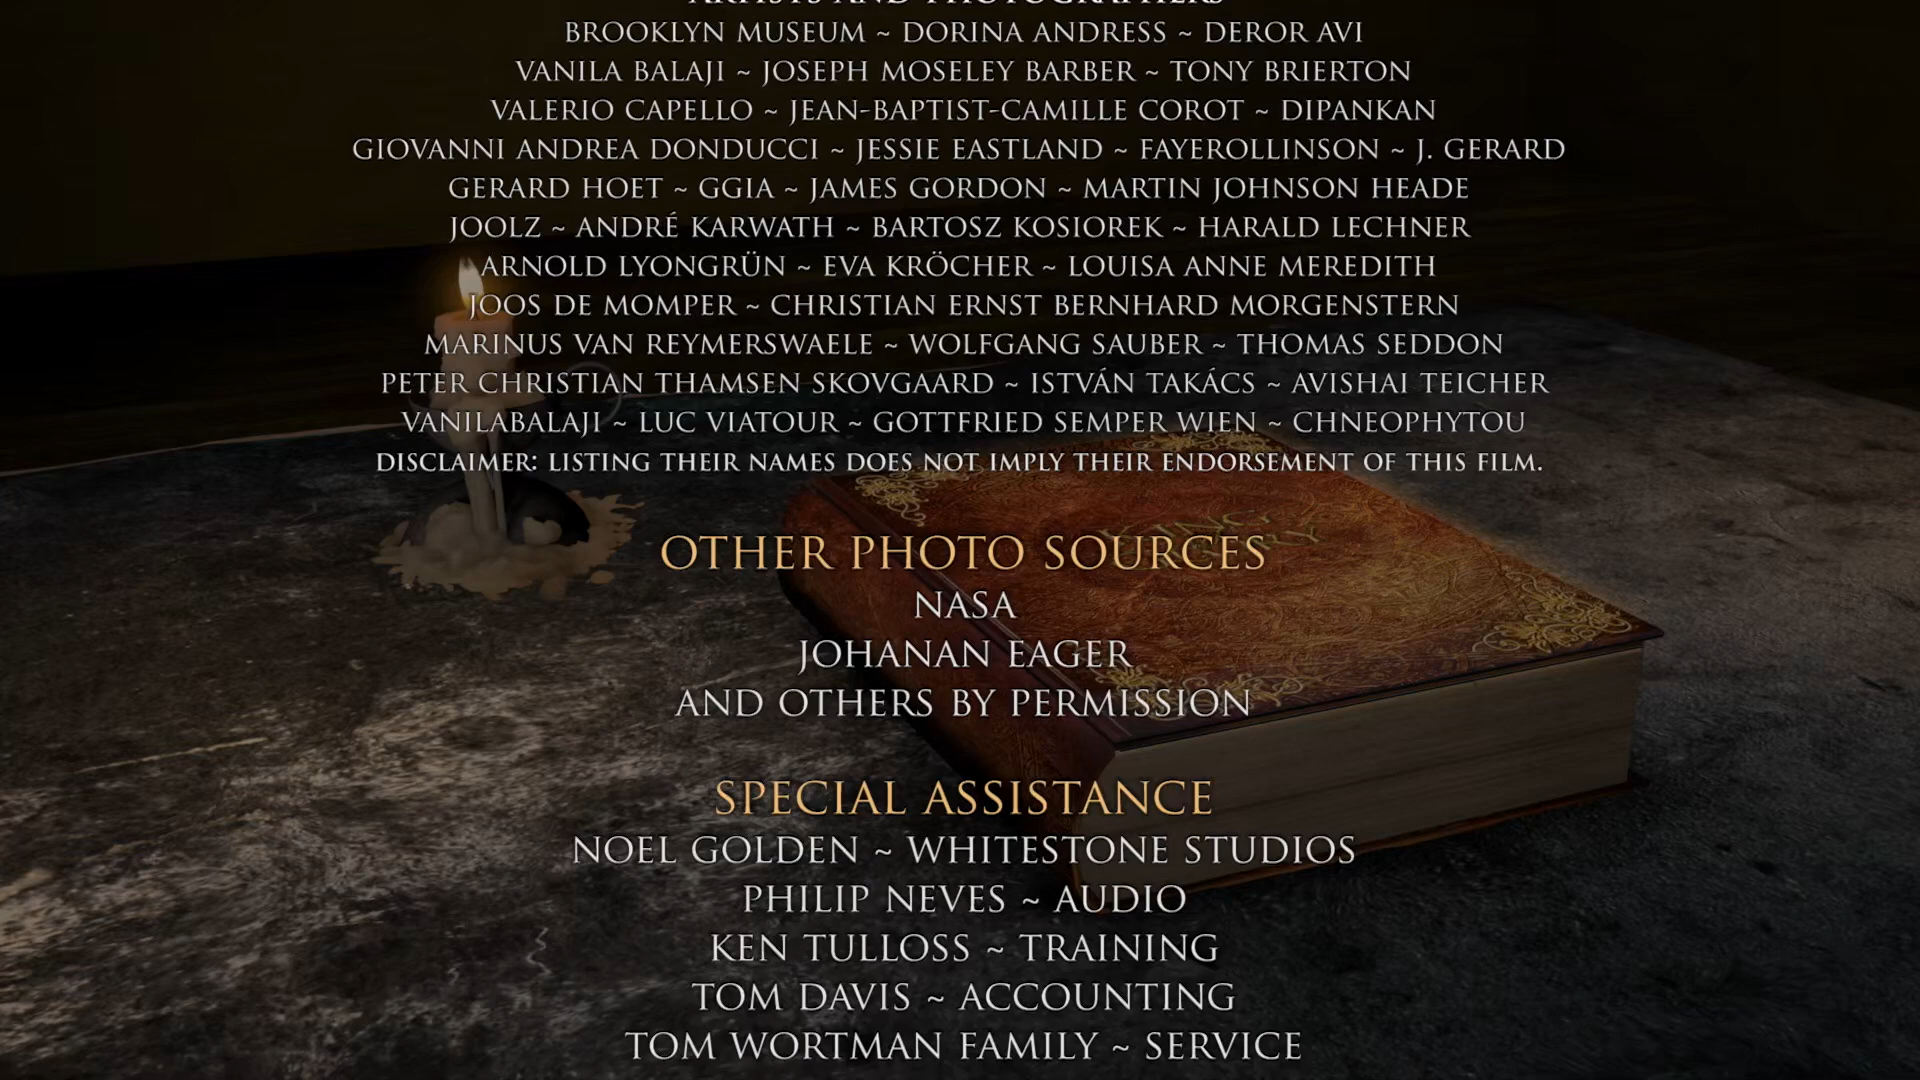 ARTISTS AND PHOTOGRAPHERS
BROOKLYN MUSEUM ~ DORINA ANDRESS ~ DEROR AVI
VANILA BALAJI ~ JOSEPH MOSELEY BARBER ~ TONY BRIERTON
VALERIO CAPELLO ~ JEAN-BAPTIST-CAMILLE COROT ~ DIPANKAN
GIOVANNI ANDREA DONDUCCI ~ JESSIE EASTLAND ~ FAYEROLLINSON ~ J. GERARD
GERARD HOET ~ GGIA ~ JAMES GORDON ~ MARTIN JOHNSON HEADE
JOOLZ ~ ANDRÉ KARWATH ~ BARTOSZ KOSIOREK ~ HARALD LECHNER
ARNOLD LYONGRÜN ~ EVA KRÖCHER ~ LOUISA ANNE MEREDITH
JOOS DE MOMPER ~ CHRISTIAN ERNST BERNHARD MORGENSTERN
MARINUS VAN REYMERSWAELE ~ WOLFGANG SAUBER ~ THOMAS SEDDON
PETER CHRISTIAN THAMSEN SKOVGAARD ~ ISTVÁN TAKÁCS ~ AVISHAI TEICHER
VANILABALAJI ~ LUC VIATOUR ~ GOTTFRIED SEMPER WIEN ~ CHNEOPHYTOU
DISCLAIMER: LISTING THEIR NAMES DOES NOT IMPLY THEIR ENDORSEMENT OF THIS FILM.
OTHER PHOTO SOURCES
NASA
JOHANAN EAGER
AND OTHERS BY PERMISSION
SPECIAL ASSISTANCE
NOEL GOLDEN ~ WHITESTONE STUDIOS
PHILIP NEVES ~ AUDIO
KEN TULLOSS ~ TRAINING
TOM DAVIS ~ ACCOUNTING
TOM WORTMAN FAMILY ~ SERVICE